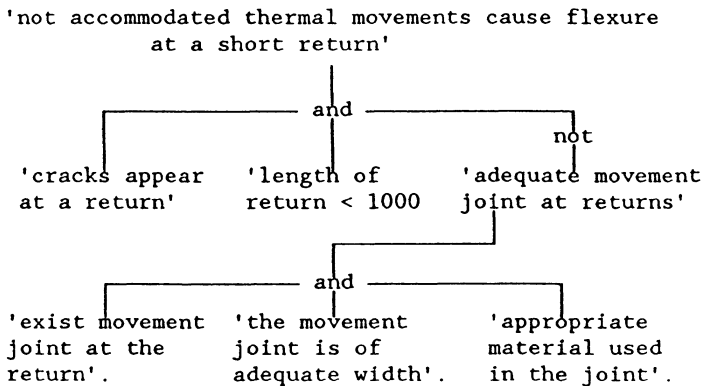 'not accommodated thermal movements cause flexure
at a short return'
and
not
'cracks appear 'length of 'adequate movement
at a return' return < 1000 joint at returns'
and
'exist movement 'the movement 'appropriate
joint at the joint is of material used
return'. adequate width'. in the joint'.